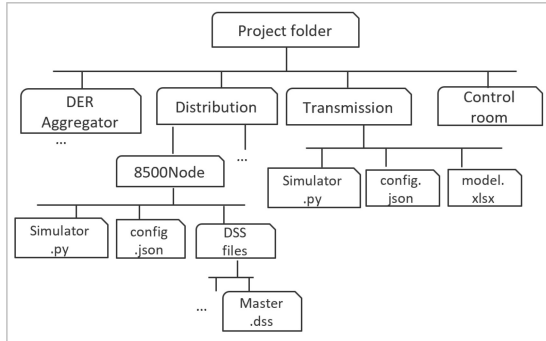 Project folder
DER
Aggregator
...
Distribution
Transmission
Control
room
...
8500Node
Simulator
.py
config.
json
model.
xlsx
Simulator
.py
config
.json
DSS
files
...
Master
.dss